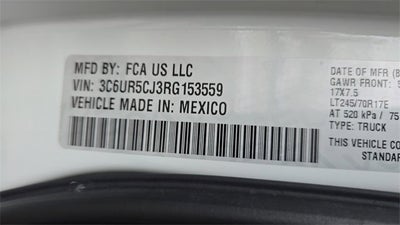 MFD BY: FCA US LLC
VIN: 3C6UR5CJ3RG153559
VEHICLE MADE IN: MEXICO
DATE OF MFR (B
GAWR FRONT:
17X7.5
LT245/70R17E
AT 520 kPa / 75
TYPE: TRUCK
THIS VEHICLE CO
STANDAR